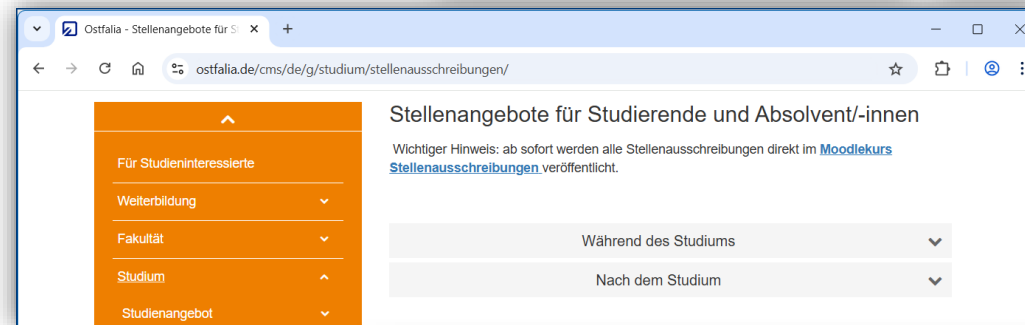 Ostfalia - Stellenangebote für S
ostfalia.de/cms/de/g/studium/stellenausschreibungen/
Für Studieninteressierte
Weiterbildung
Fakultät
Studium
Studienangebot
Stellenangebote für Studierende und Absolvent/-innen
Wichtiger Hinweis: ab sofort werden alle Stellenausschreibungen direkt im Moodlekurs
Stellenausschreibungen veröffentlicht.
Während des Studiums
Nach dem Studium